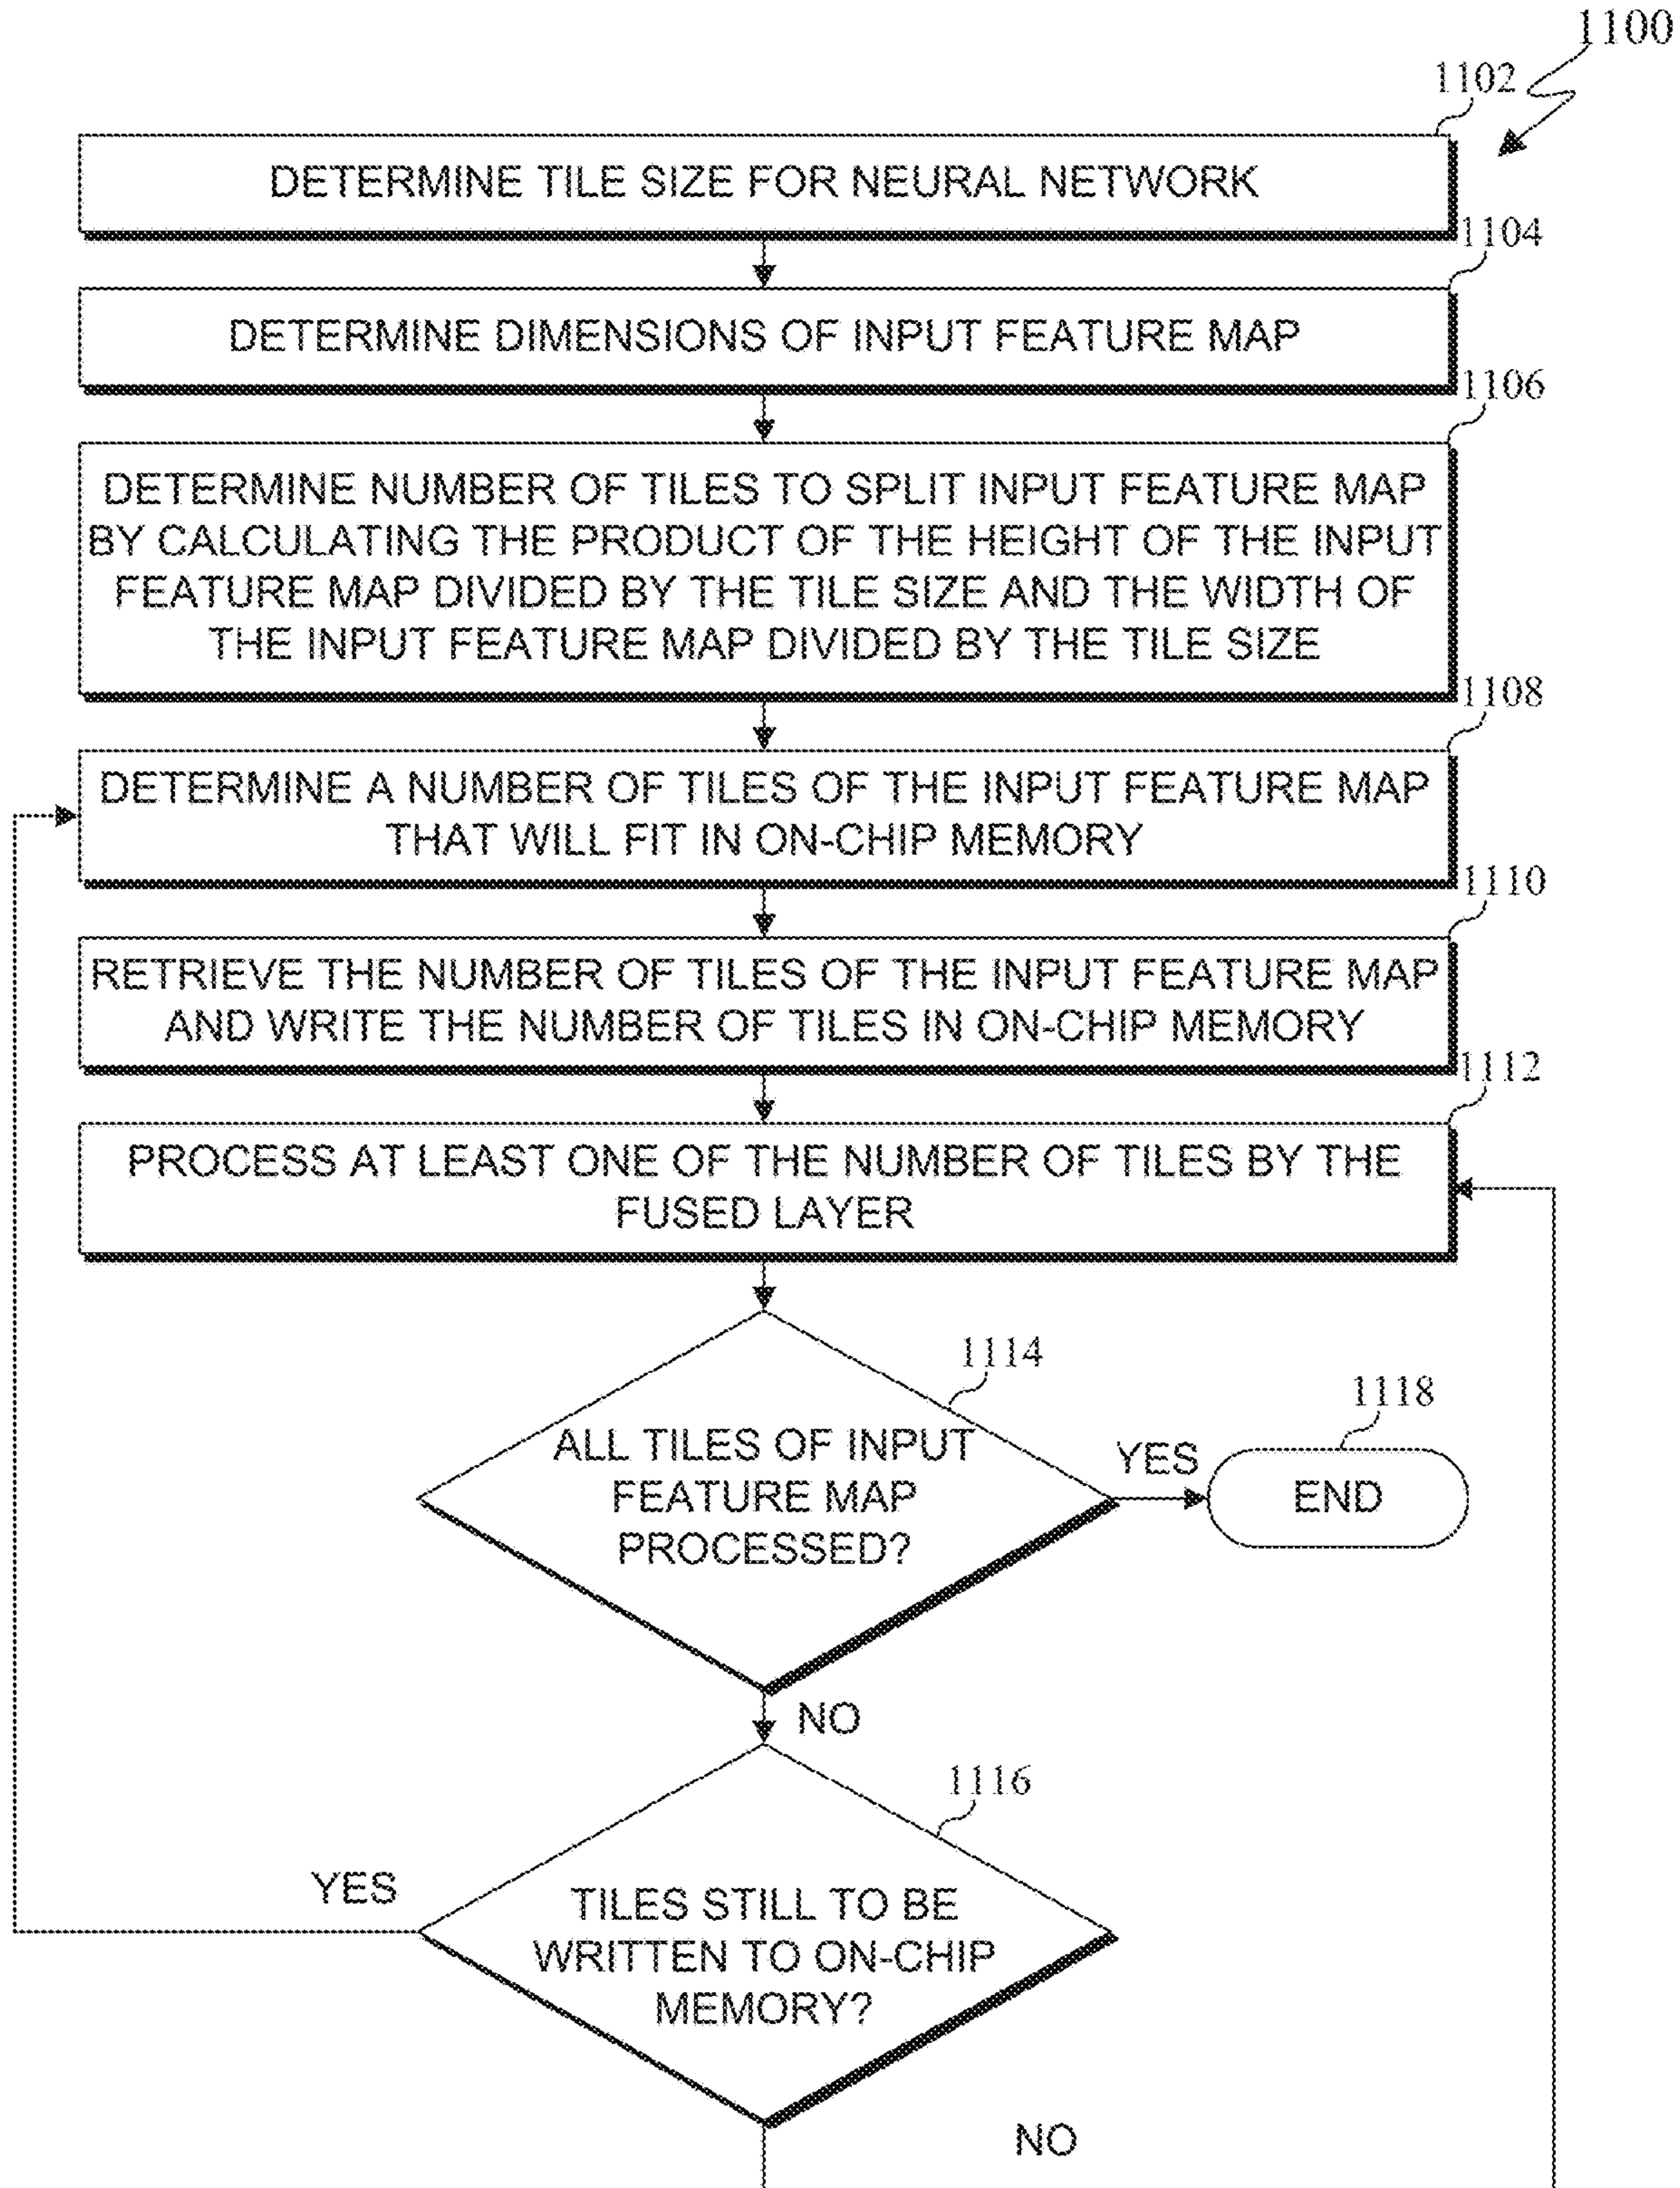 1100
1102
DETERMINE TILE SIZE FOR NEURAL NETWORK
1104
DETERMINE DIMENSIONS OF INPUT FEATURE MAP
1106
DETERMINE NUMBER OF TILES TO SPLIT INPUT FEATURE MAP
BY CALCULATING THE PRODUCT OF THE HEIGHT OF THE INPUT
FEATURE MAP DIVIDED BY THE TILE SIZE AND THE WIDTH OF
THE INPUT FEATURE MAP DIVIDED BY THE TILE SIZE
1108
DETERMINE A NUMBER OF TILES OF THE INPUT FEATURE MAP
THAT WILL FIT IN ON-CHIP MEMORY
1110
RETRIEVE THE NUMBER OF TILES OF THE INPUT FEATURE MAP
AND WRITE THE NUMBER OF TILES IN ON-CHIP MEMORY
1112
PROCESS AT LEAST ONE OF THE NUMBER OF TILES BY THE
FUSED LAYER
1114
ALL TILES OF INPUT
FEATURE MAP
PROCESSED?
YES
1118
END
NO
1116
TILES STILL TO BE
WRITTEN TO ON-CHIP
MEMORY?
YES
NO